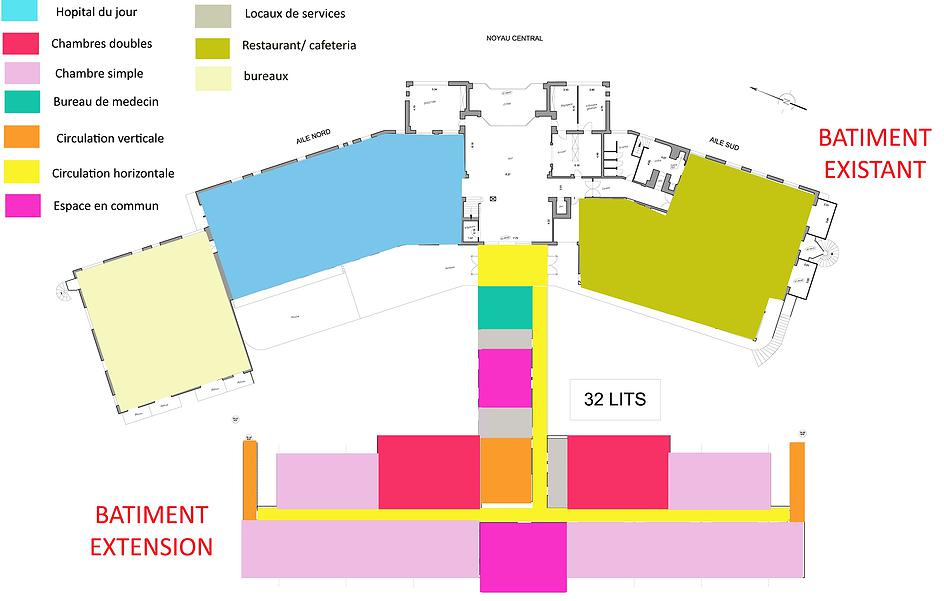 Hopital du jour
Chambres doubles
Chambre simple
Bureau de medecin
Circulation verticale
Circulation horizontale
Espace en commun
Locaux de services
Restaurant/ cafeteria
bureaux
NOYAU CENTRAL
AILE NORD
AILE SUD
BATIMENT
EXISTANT
32 LITS
BATIMENT
EXTENSION